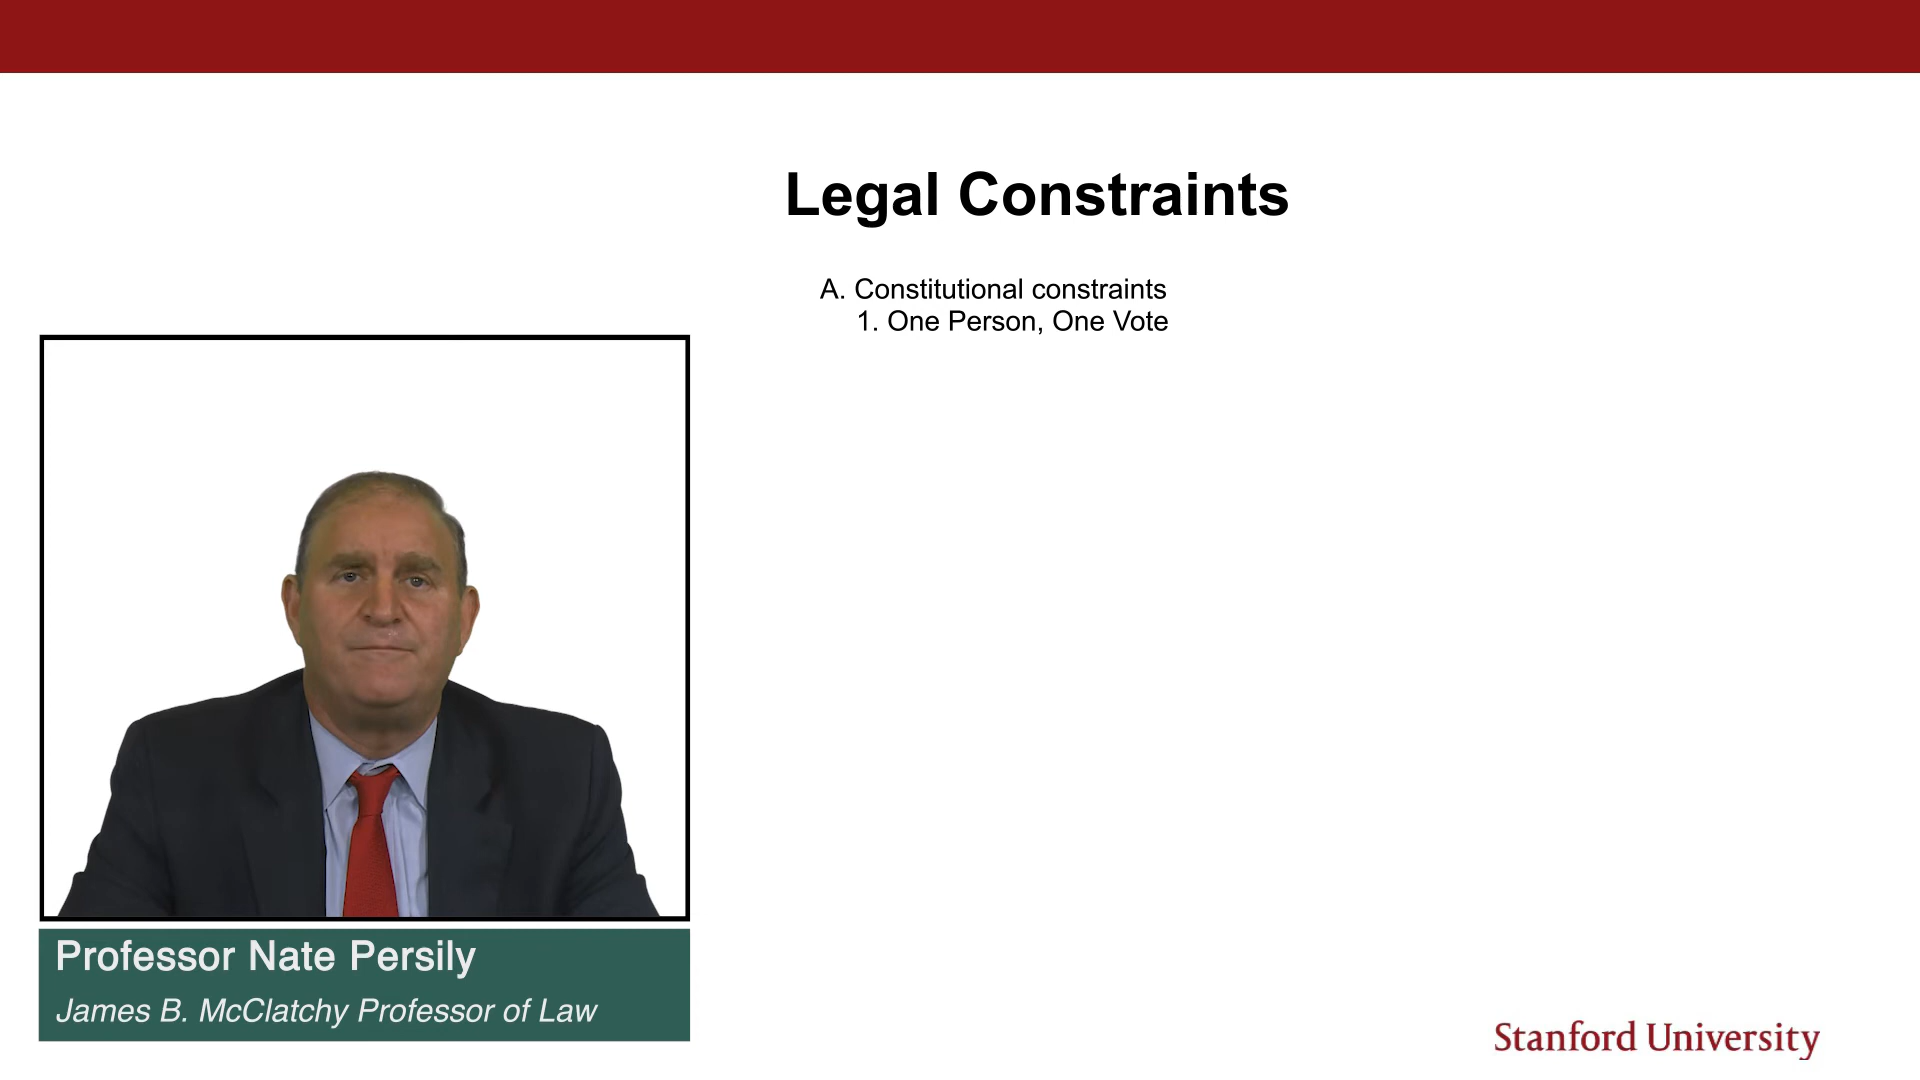 Legal Constraints
A. Constitutional constraints
1. One Person, One Vote
Professor Nate Persily
James B. McClatchy Professor of Law
Stanford University